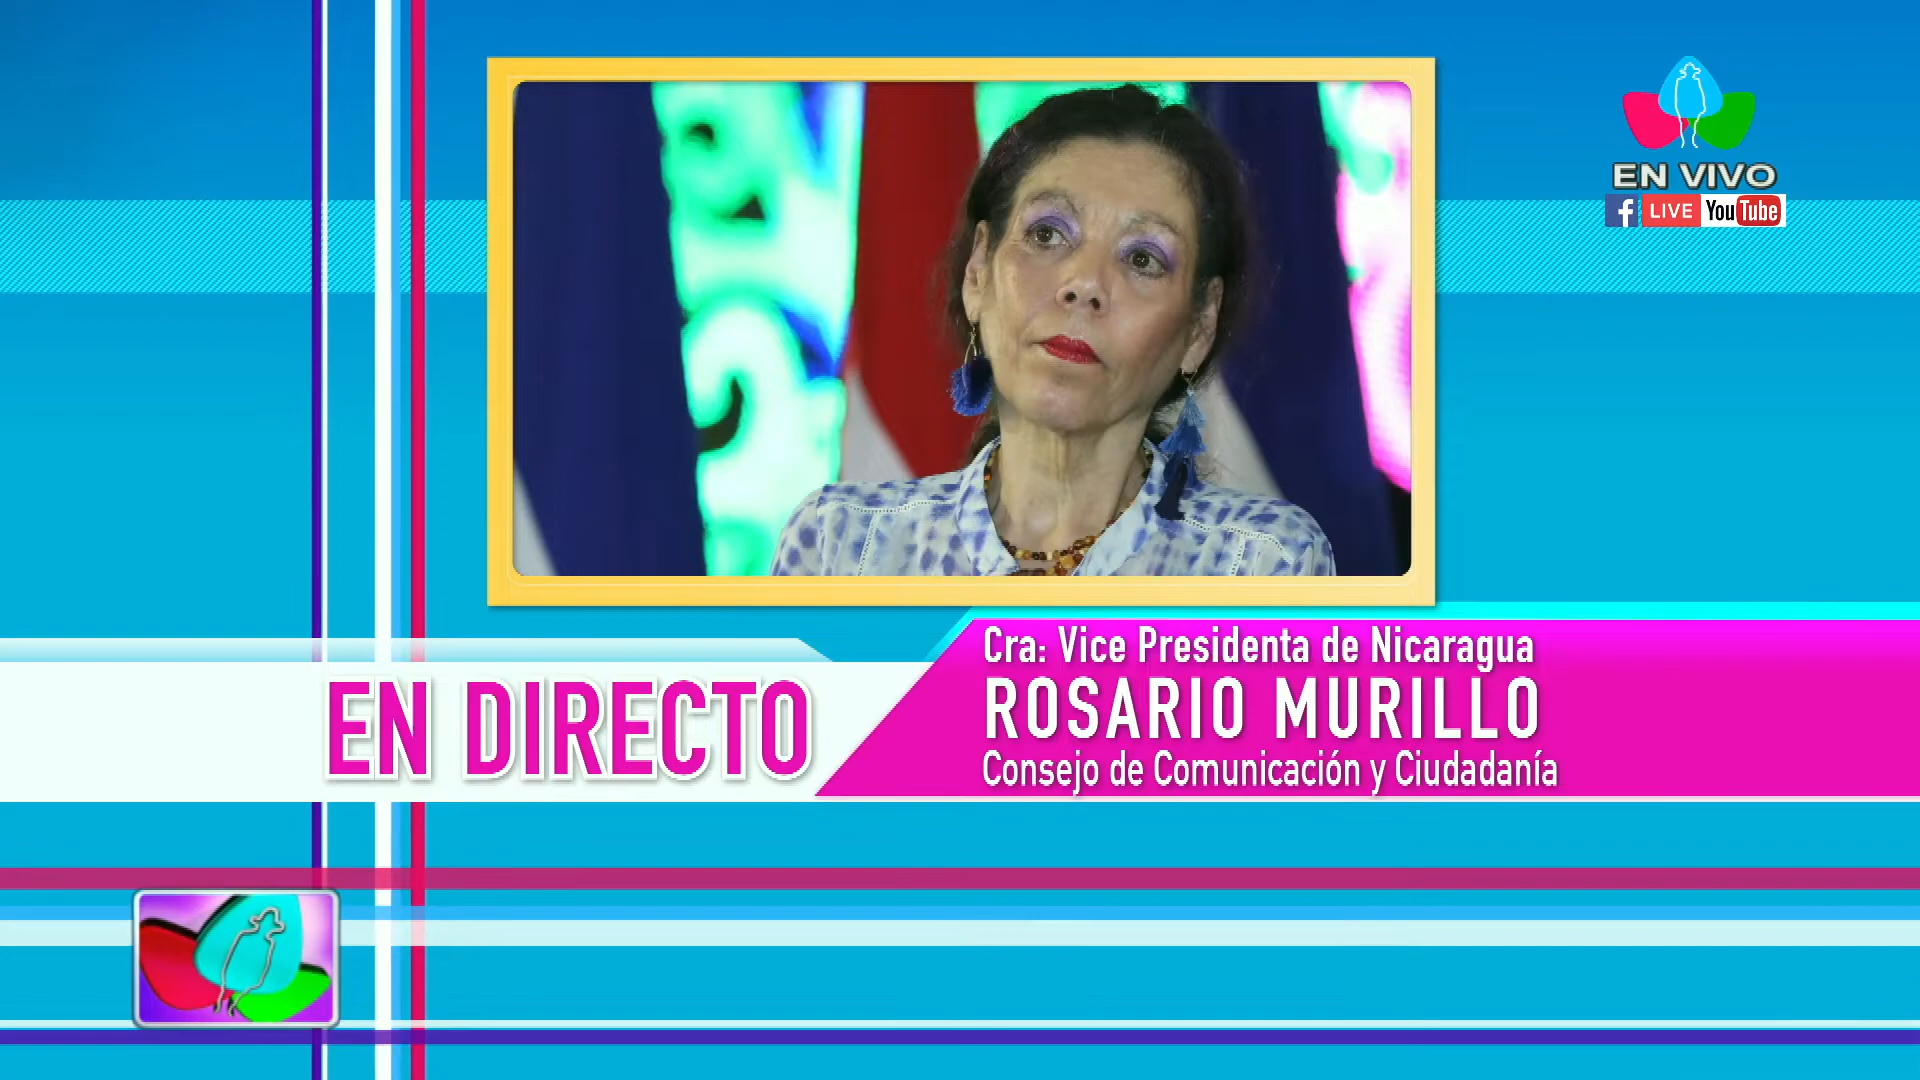 EN VIVO
f LIVE YouTube
Cra: Vice Presidenta de Nicaragua
EN DIRECTO
ROSARIO MURILLO
Consejo de Comunicación y Ciudadanía